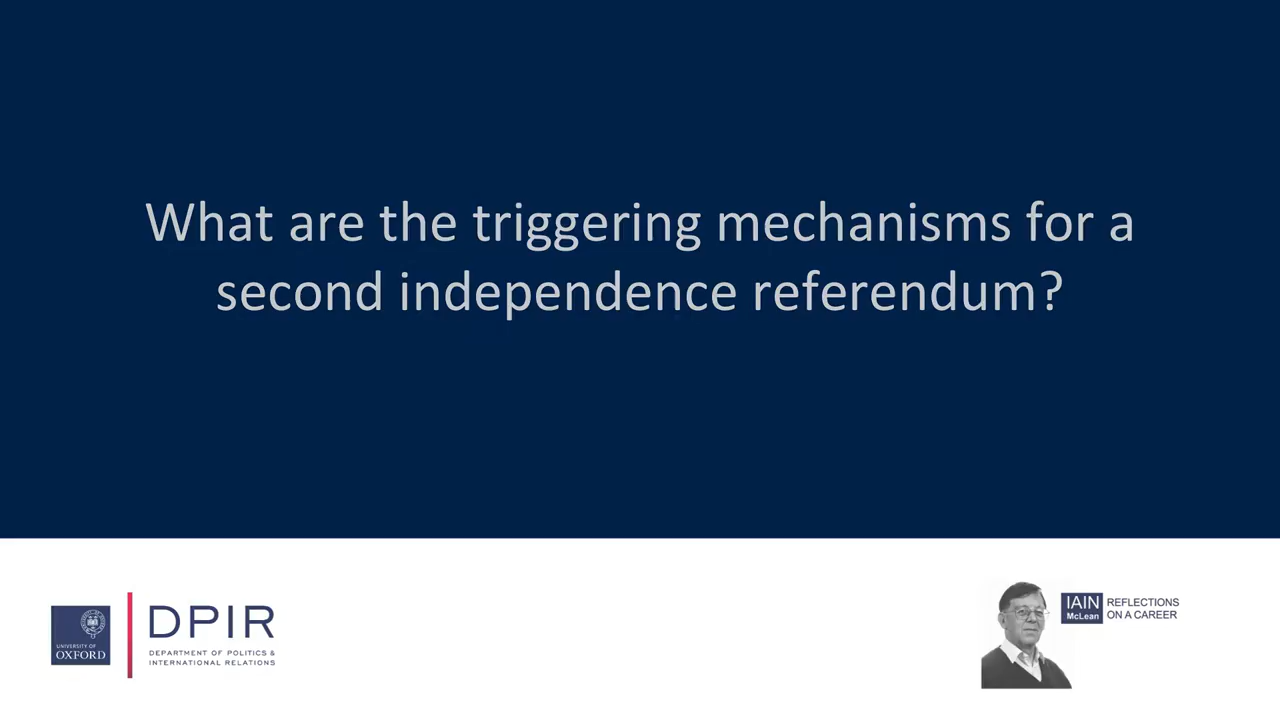 What are the triggering mechanisms for a
second independence referendum?
UNIVERSITY OF
OXFORD
DPIR
DEPARTMENT OF POLITICS &
INTERNATIONAL RELATIONS
IAIN
McLean
REFLECTIONS
ON A CAREER